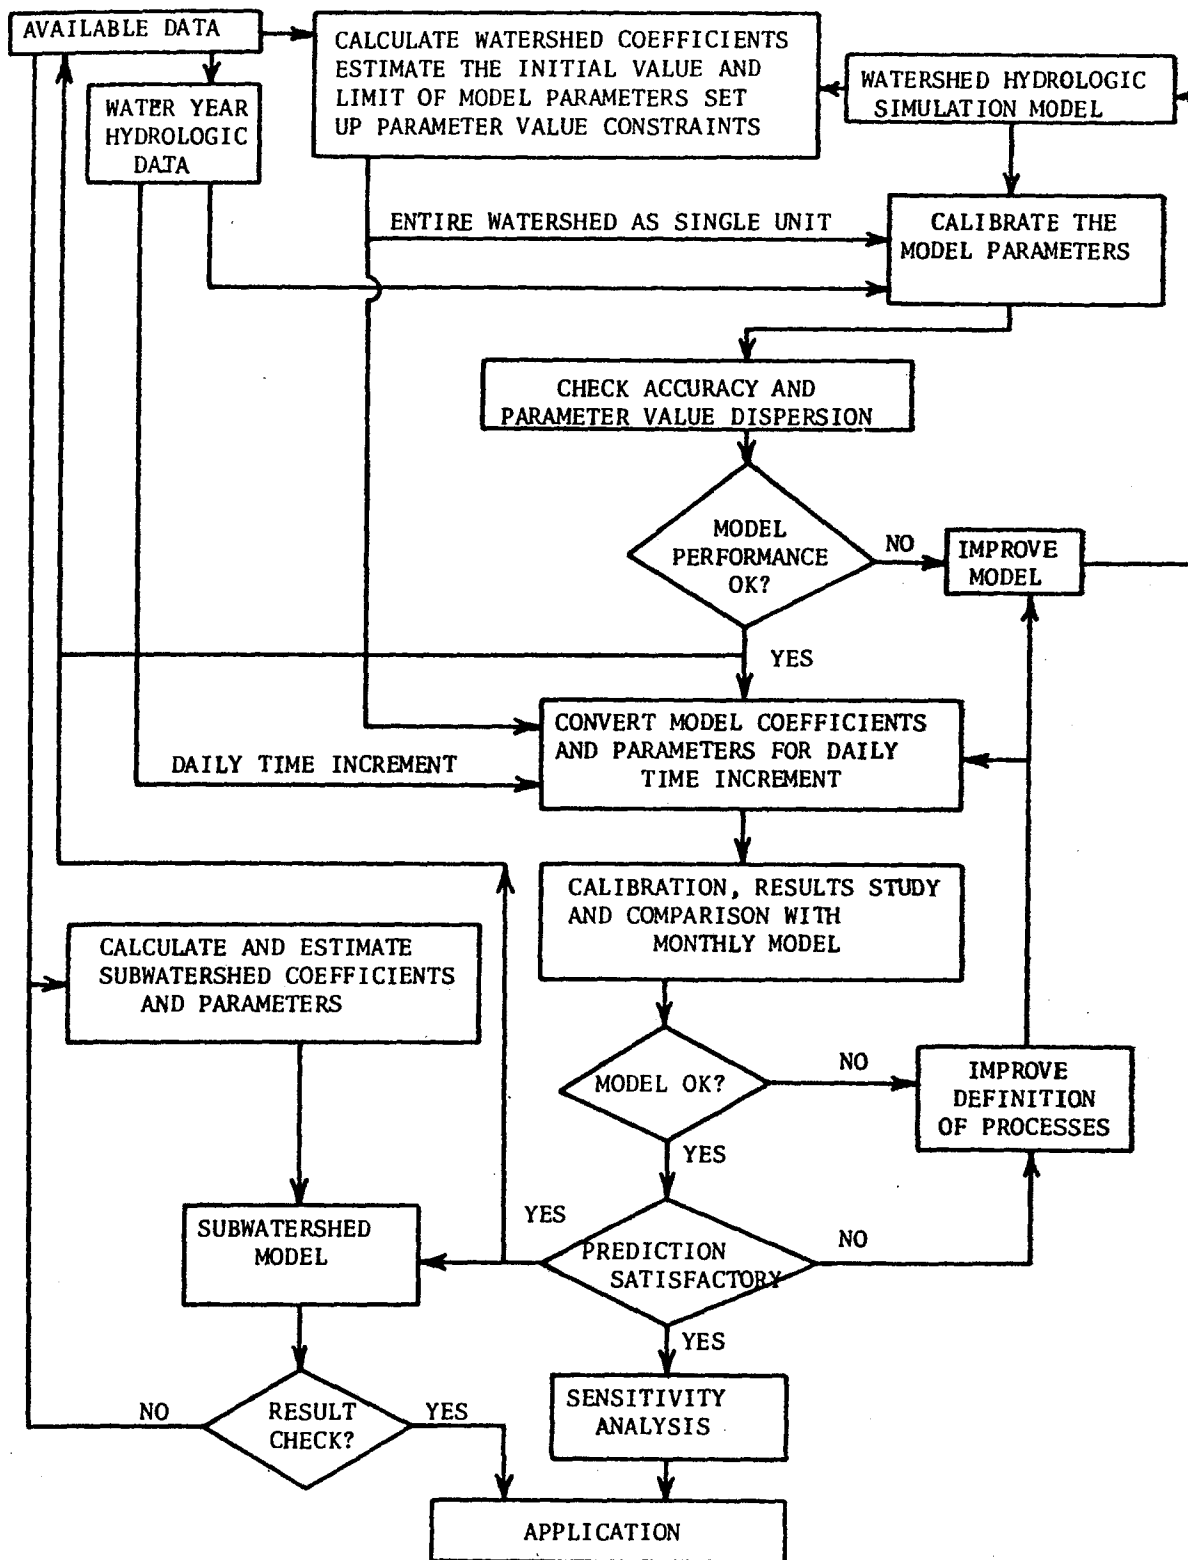 AVAILABLE DATA
CALCULATE WATERSHED COEFFICIENTS
ESTIMATE THE INITIAL VALUE AND
LIMIT OF MODEL PARAMETERS SET
UP PARAMETER VALUE CONSTRAINTS
WATERSHED HYDROLOGIC
SIMULATION MODEL
WATER YEAR
HYDROLOGIC
DATA
ENTIRE WATERSHED AS SINGLE UNIT
CALIBRATE THE
MODEL PARAMETERS
CHECK ACCURACY AND
PARAMETER VALUE DISPERSION
MODEL
PERFORMANCE
OK?
NO
IMPROVE
MODEL
YES
CONVERT MODEL COEFFICIENTS
AND PARAMETERS FOR DAILY
TIME INCREMENT
DAILY TIME INCREMENT
CALIBRATION, RESULTS STUDY
AND COMPARISON WITH
MONTHLY MODEL
CALCULATE AND ESTIMATE
SUBWATERSHED COEFFICIENTS
AND PARAMETERS
MODEL OK?
NO
IMPROVE
DEFINITION
OF PROCESSES
YES
SUBWATERSHED
MODEL
YES
PREDICTION
SATISFACTORY
NO
YES
NO
RESULT
CHECK?
YES
SENSITIVITY
ANALYSIS
APPLICATION